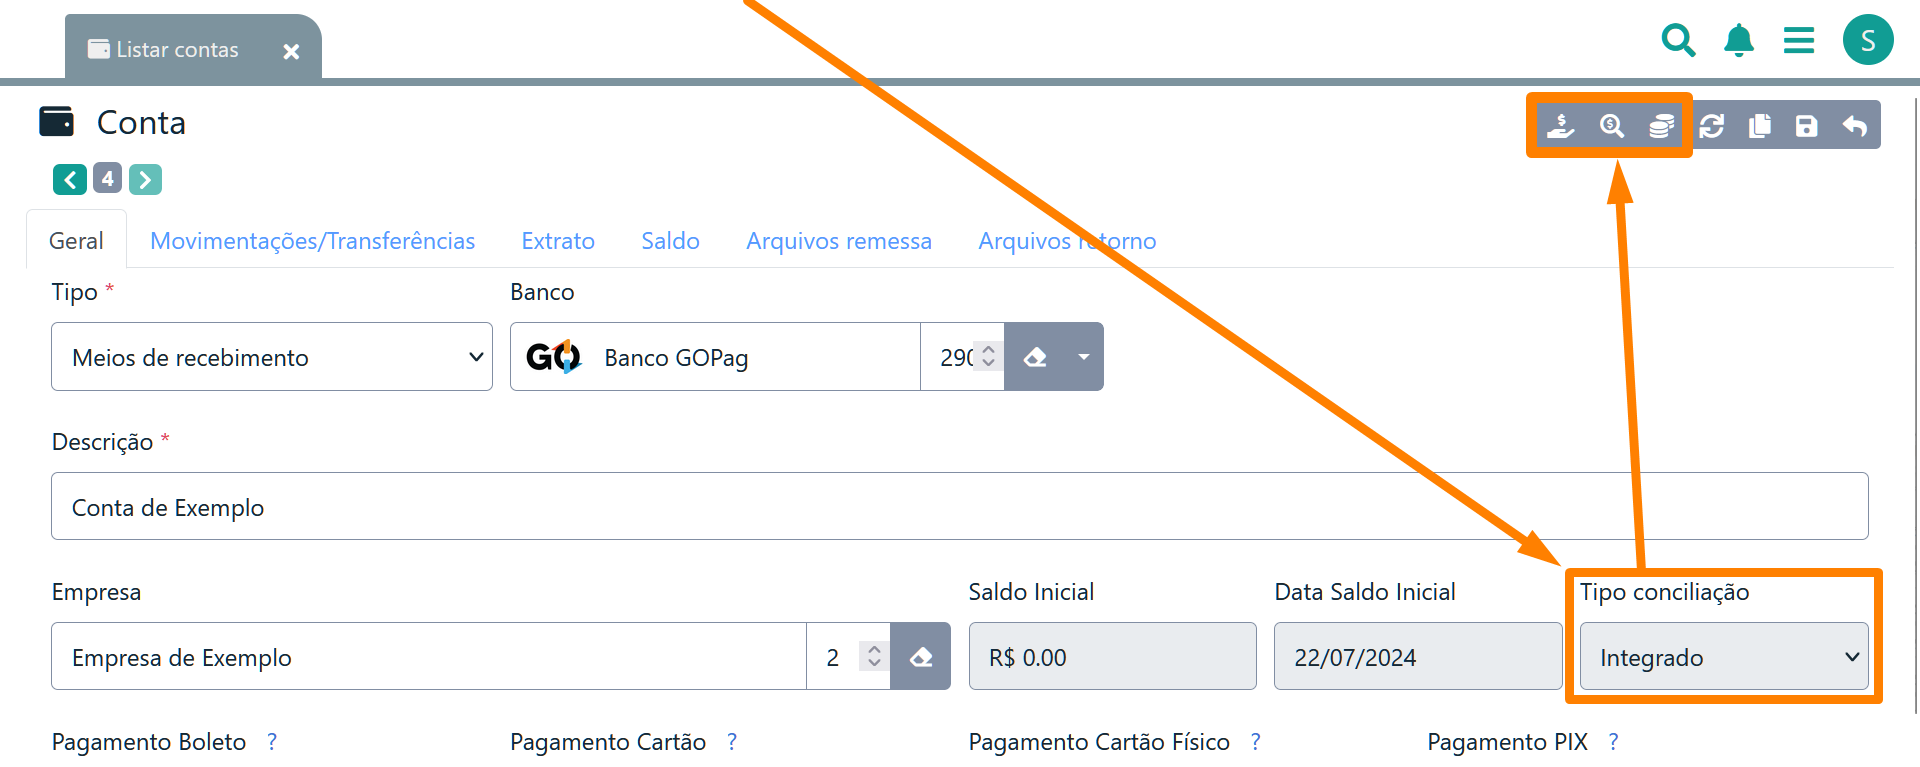 Listar contas
S
Conta
4
Geral Movimentações/Transferências Extrato Saldo Arquivos remessa Arquivos retorno
Tipo * Banco
Meios de recebimento GO Banco GOPag 290
Descrição *
Conta de Exemplo
Empresa Saldo Inicial Data Saldo Inicial Tipo conciliação
Empresa de Exemplo 2 R$ 0.00 22/07/2024 Integrado
Pagamento Boleto ? Pagamento Cartão ? Pagamento Cartão Físico ? Pagamento PIX ?